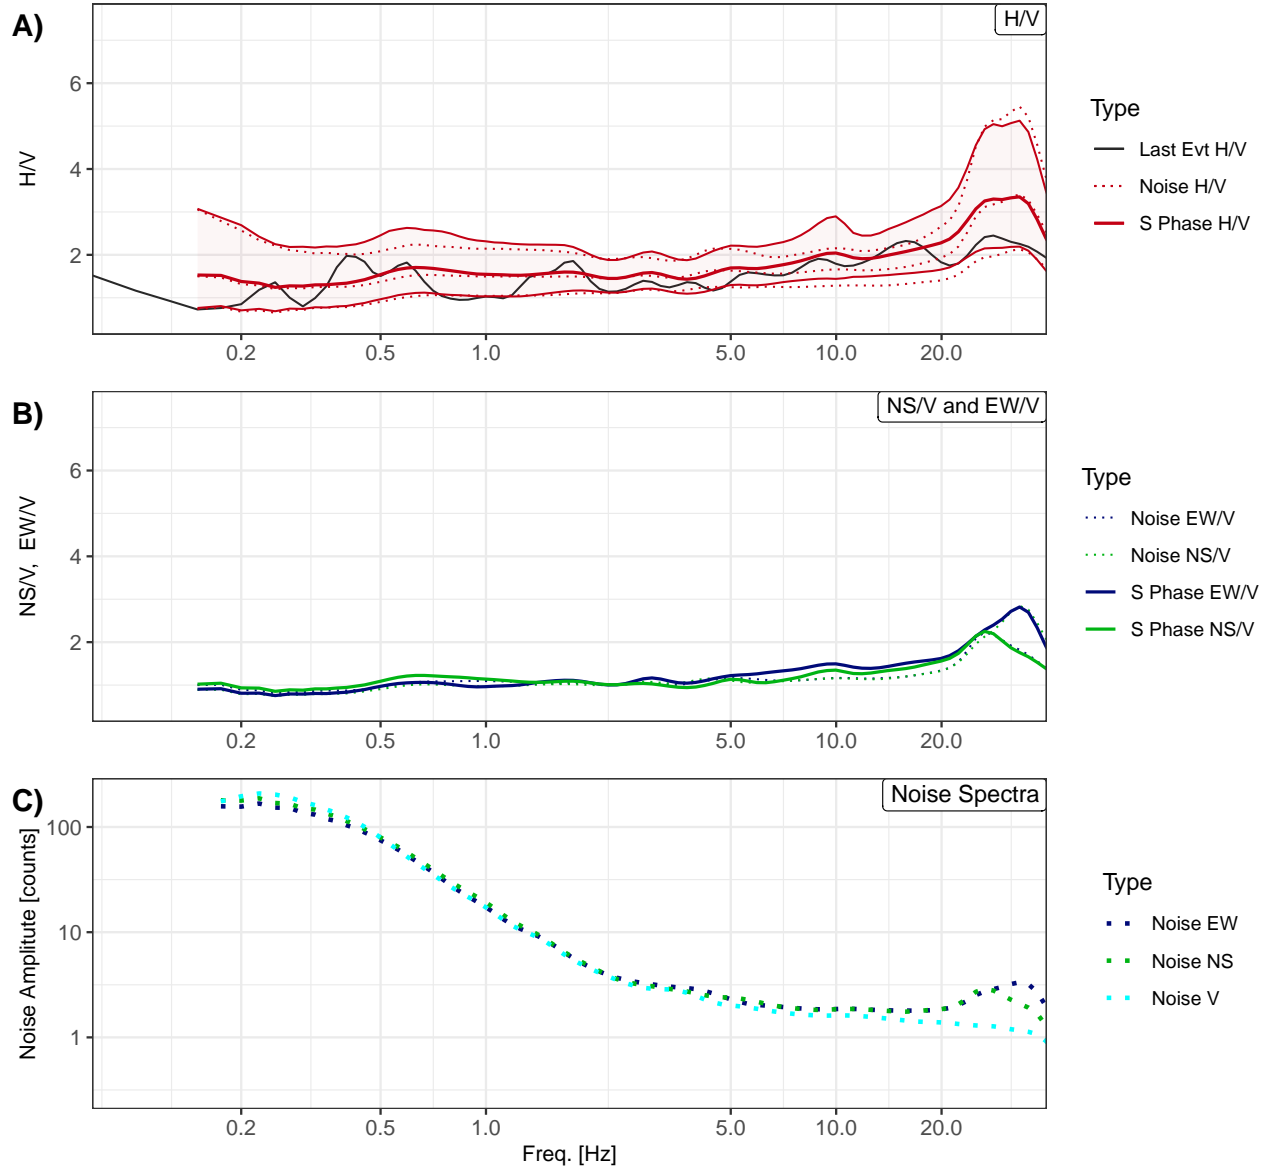 A)
H/V
6
4
2
H/V
0.2
0.5
1.0
5.0
10.0
20.0
Type
Last Evt H/V
Noise H/V
S Phase H/V
B)
NS/V and EW/V
6
4
2
NS/V, EW/V
0.2
0.5
1.0
5.0
10.0
20.0
Type
Noise EW/V
Noise NS/V
S Phase EW/V
S Phase NS/V
C)
Noise Spectra
100
10
1
Noise Amplitute [counts]
0.2
0.5
1.0
5.0
10.0
20.0
Freq. [Hz]
Type
Noise EW
Noise NS
Noise V